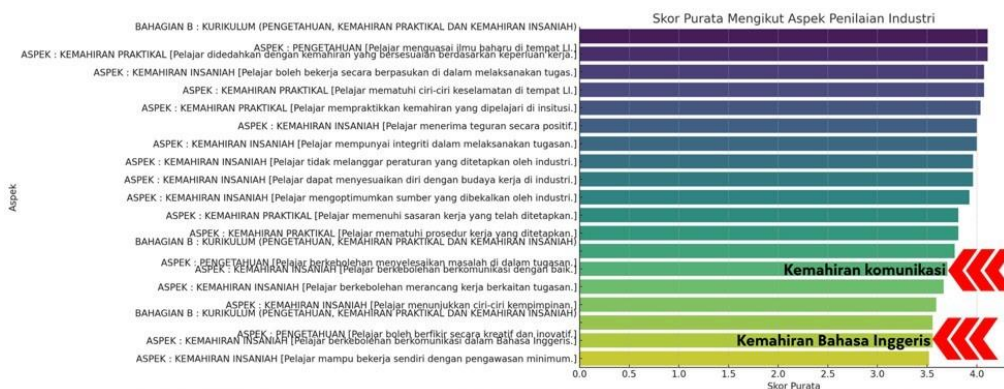 Skor Purata Mengikut Aspek Penilaian Industri
BAHAGIAN B : KURIKULUM (PENGETAHUAN, KEMAHIRAN PRAKTIKAL DAN KEMAHIRAN INSANIAH)
ASPEK : PENGETAHUAN [Pelajar menguasai ilmu baharu di tempat LI.]
ASPEK : KEMAHIRAN PRAKTIKAL [Pelajar didedahkan dengan kemahiran yang bersesuaian berdasarkan keperluan kerja.]
ASPEK : KEMAHIRAN INSANIAH [Pelajar boleh bekerja secara berpasukan di dalam melaksanakan tugas.]
ASPEK : KEMAHIRAN PRAKTIKAL [Pelajar mematuhi ciri-ciri keselamatan di tempat LI.]
ASPEK : KEMAHIRAN PRAKTIKAL [Pelajar mempraktikkan kemahiran yang dipelajari di insitusi.]
ASPEK : KEMAHIRAN INSANIAH [Pelajar menerima teguran secara positif.]
ASPEK : KEMAHIRAN INSANIAH [Pelajar mempunyai integriti dalam melaksanakan tugasan.]
ASPEK : KEMAHIRAN INSANIAH [Pelajar tidak melanggar peraturan yang ditetapkan oleh industri.]
ASPEK : KEMAHIRAN INSANIAH [Pelajar dapat menyesuaikan diri dengan budaya kerja di industri.]
ASPEK : KEMAHIRAN INSANIAH [Pelajar mengoptimumkan sumber yang dibekalkan oleh industri.]
ASPEK : KEMAHIRAN PRAKTIKAL [Pelajar memenuhi sasaran kerja yang telah ditetapkan.]
ASPEK : KEMAHIRAN PRAKTIKAL [Pelajar mematuhi prosedur kerja yang ditetapkan.]
BAHAGIAN B : KURIKULUM (PENGETAHUAN, KEMAHIRAN PRAKTIKAL DAN KEMAHIRAN INSANIAH)
ASPEK : PENGETAHUAN [Pelajar berkebolehan menyelesaikan masalah di dalam tugasan.]
ASPEK : KEMAHIRAN INSANIAH [Pelajar berkebolehan berkomunikasi dengan baik.]
Kemahiran komunikasi
ASPEK : KEMAHIRAN INSANIAH [Pelajar berkebolehan merancang kerja berkaitan tugasan.]
ASPEK : KEMAHIRAN INSANIAH [Pelajar menunjukkan ciri-ciri kempimpinan.]
BAHAGIAN B : KURIKULUM (PENGETAHUAN, KEMAHIRAN PRAKTIKAL DAN KEMAHIRAN INSANIAH)
ASPEK : PENGETAHUAN [Pelajar boleh berfikir secara kreatif dan inovatif.]
ASPEK : KEMAHIRAN INSANIAH [Pelajar berkebolehan berkomunikasi dalam Bahasa Inggeris.]
Kemahiran Bahasa Inggeris
ASPEK : KEMAHIRAN INSANIAH [Pelajar mampu bekerja sendiri dengan pengawasan minimum.]
Aspek
0.0 0.5 1.0 1.5 2.0 2.5 3.0 3.5 4.0
Skor Purata